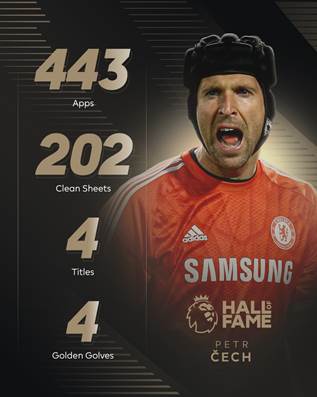 443
Apps
202
Clean Sheets
4
Titles
4
Golden Golves
adidas
SAMSUNG
HALL OF
FAME
PETR
ČECH